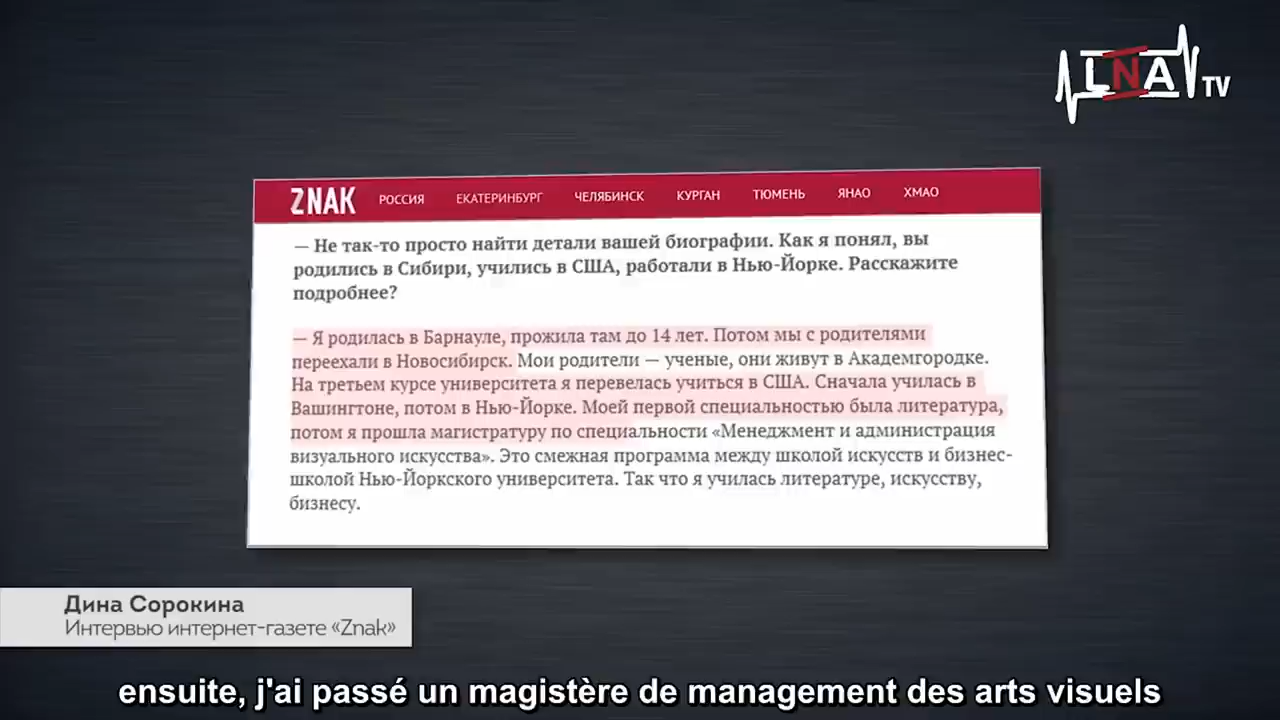 LNA TV
ZNAK РОССИЯ ЕКАТЕРИНБУРГ ЧЕЛЯБИНСК КУРГАН ТЮМЕНЬ ЯНАО ХМАО
— Не так-то просто найти детали вашей биографии. Как я понял, вы
родились в Сибири, учились в США, работали в Нью-Йорке. Расскажите
подробнее?
— Я родилась в Барнауле, прожила там до 14 лет. Потом мы с родителями
переехали в Новосибирск. Мои родители — ученые, они живут в Академгородке.
На третьем курсе университета я перевелась учиться в США. Сначала училась в
Вашингтоне, потом в Нью-Йорке. Моей первой специальностью была литература,
потом я прошла магистратуру по специальности «Менеджмент и администрация
визуального искусства». Это смежная программа между школой искусств и бизнес-
школой Нью-Йоркского университета. Так что я училась литературе, искусству,
бизнесу.
Дина Сорокина
Интервью интернет-газете «Znak»
ensuite, j'ai passé un magistère de management des arts visuels